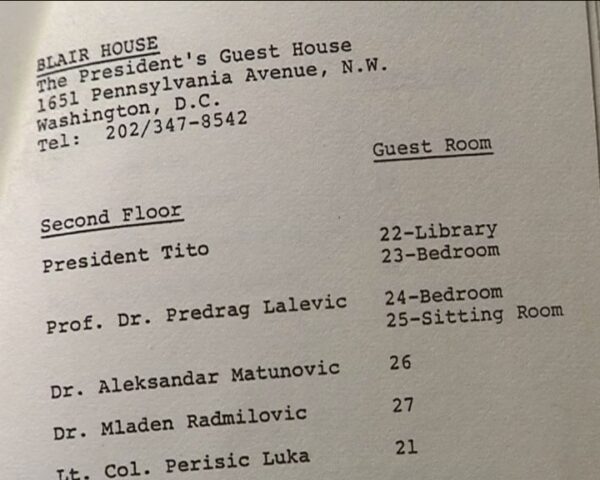 BLAIR HOUSE
The President's Guest House
1651 Pennsylvania Avenue, N.W.
Washington, D.C.
Tel: 202/347-8542
Guest Room
Second Floor
President Tito 22-Library
23-Bedroom
Prof. Dr. Predrag Lalevic 24-Bedroom
25-Sitting Room
Dr. Aleksandar Matunovic 26
Dr. Mladen Radmilovic 27
Lt. Col. Perisic Luka 21